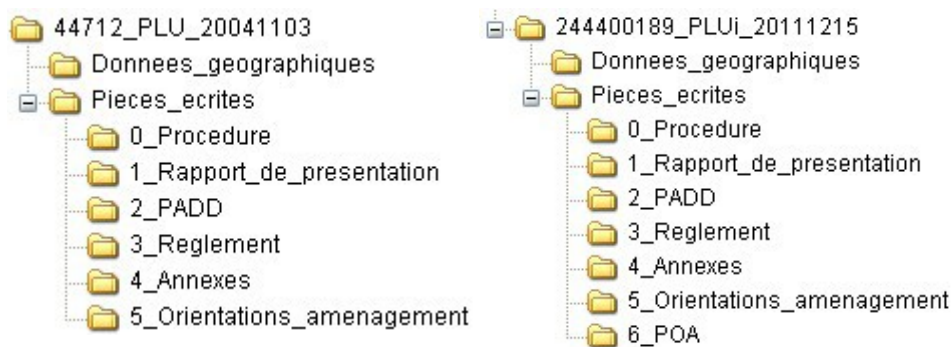 44712_PLU_20041103
Donnees_geographiques
Pieces_ecrites
0_Procedure
1_Rapport_de_presentation
2_PADD
3_Reglement
4_Annexes
5_Orientations_amenagement
244400189_PLUi_20111215
Donnees_geographiques
Pieces_ecrites
0_Procedure
1_Rapport_de_presentation
2_PADD
3_Reglement
4_Annexes
5_Orientations_amenagement
6_POA